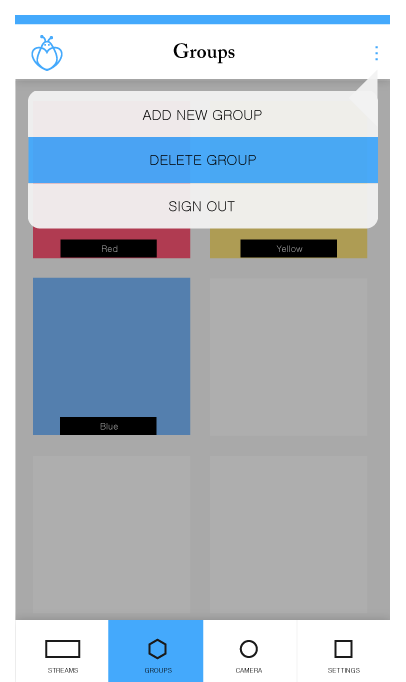 Groups
ADD NEW GROUP
DELETE GROUP
SIGN OUT
Red
Yellow
Blue
STREAMS
GROUPS
CAMERA
SETTINGS